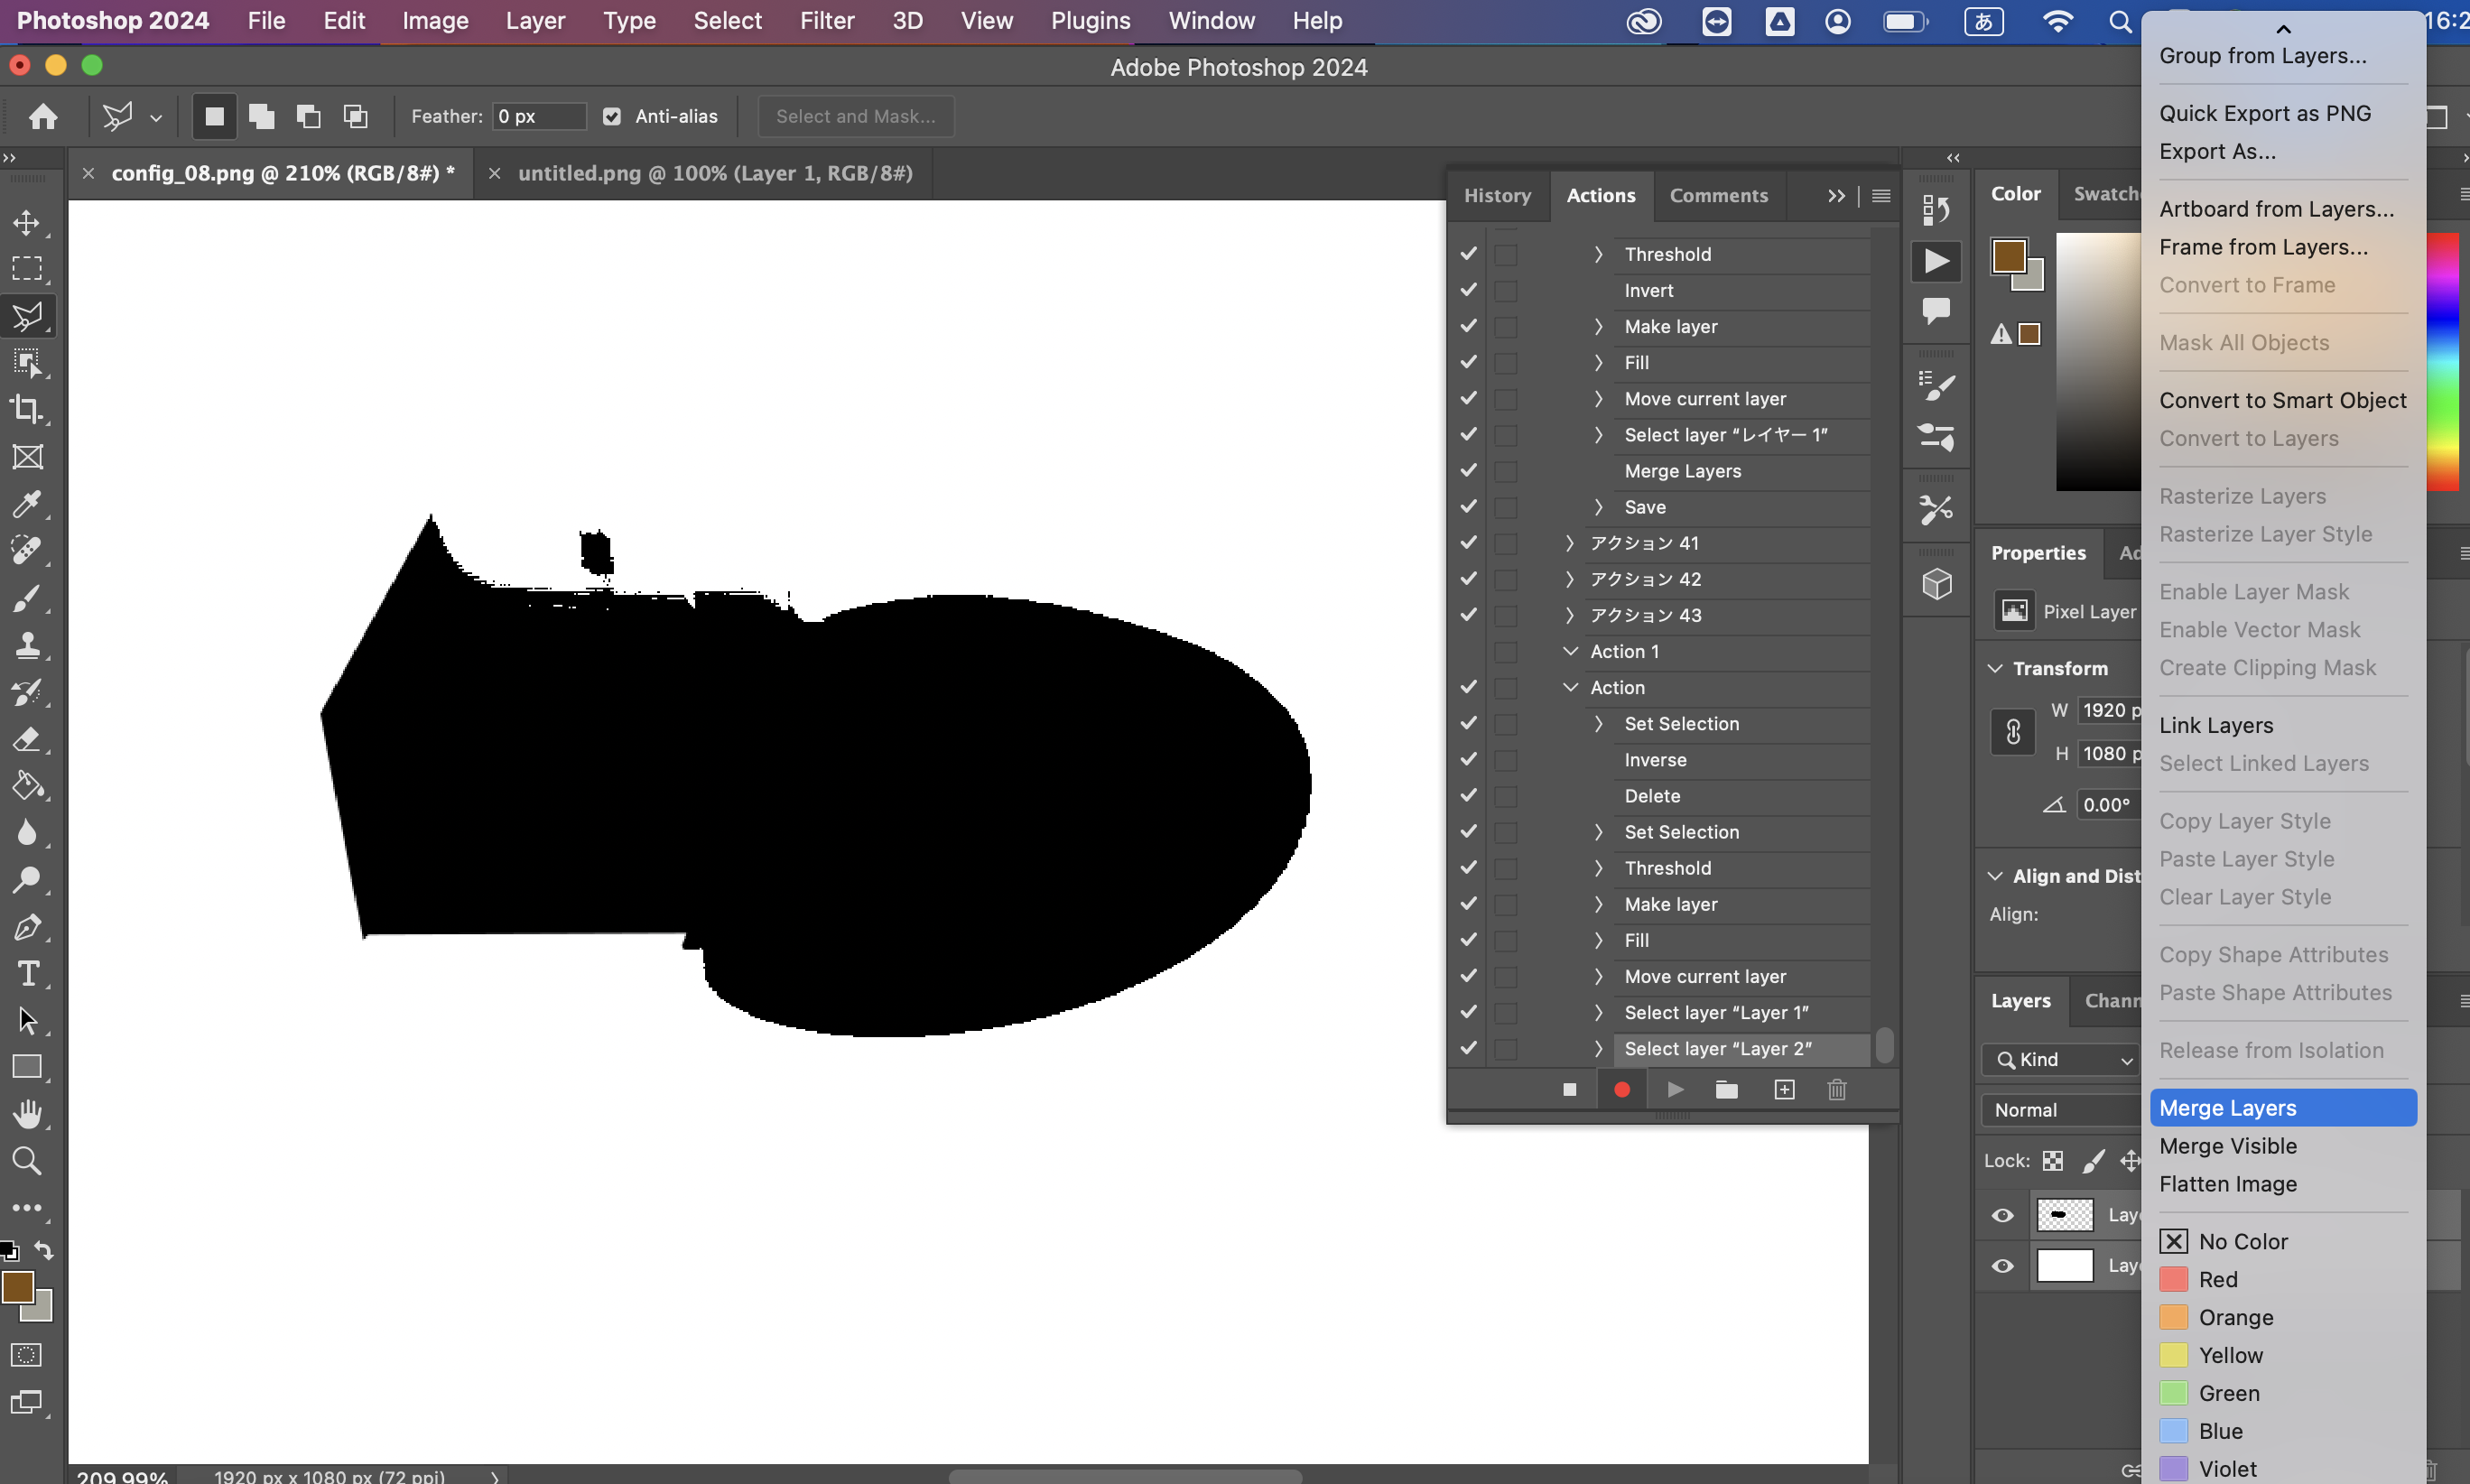 Photoshop 2024 File Edit Image Layer Type Select Filter 3D View Plugins Window Help あ
Adobe Photoshop 2024
Feather: 0 px Anti-alias Select and Mask...
config_08.png @ 210% (RGB/8#) * untitled.png @ 100% (Layer 1, RGB/8#)
History Actions Comments
Threshold
Invert
Make layer
Fill
Move current layer
Select layer “レイヤー 1”
Merge Layers
Save
アクション 41
アクション 42
アクション 43
Action 1
Action
Set Selection
Inverse
Delete
Set Selection
Threshold
Make layer
Fill
Move current layer
Select layer “Layer 1”
Select layer “Layer 2”
Color
Properties
Pixel Layer
Transform
W 1920 p
H 1080 p
0.00°
Align and Dist
Align:
Layers
Kind
Normal
Lock:
Group from Layers...
Quick Export as PNG
Export As...
Artboard from Layers...
Frame from Layers...
Convert to Frame
Mask All Objects
Convert to Smart Object
Convert to Layers
Rasterize Layers
Rasterize Layer Style
Enable Layer Mask
Enable Vector Mask
Create Clipping Mask
Link Layers
Select Linked Layers
Copy Layer Style
Paste Layer Style
Clear Layer Style
Copy Shape Attributes
Paste Shape Attributes
Release from Isolation
Merge Layers
Merge Visible
Flatten Image
No Color
Red
Orange
Yellow
Green
Blue
Violet
209.99% 1920 px x 1080 px (72 ppi)